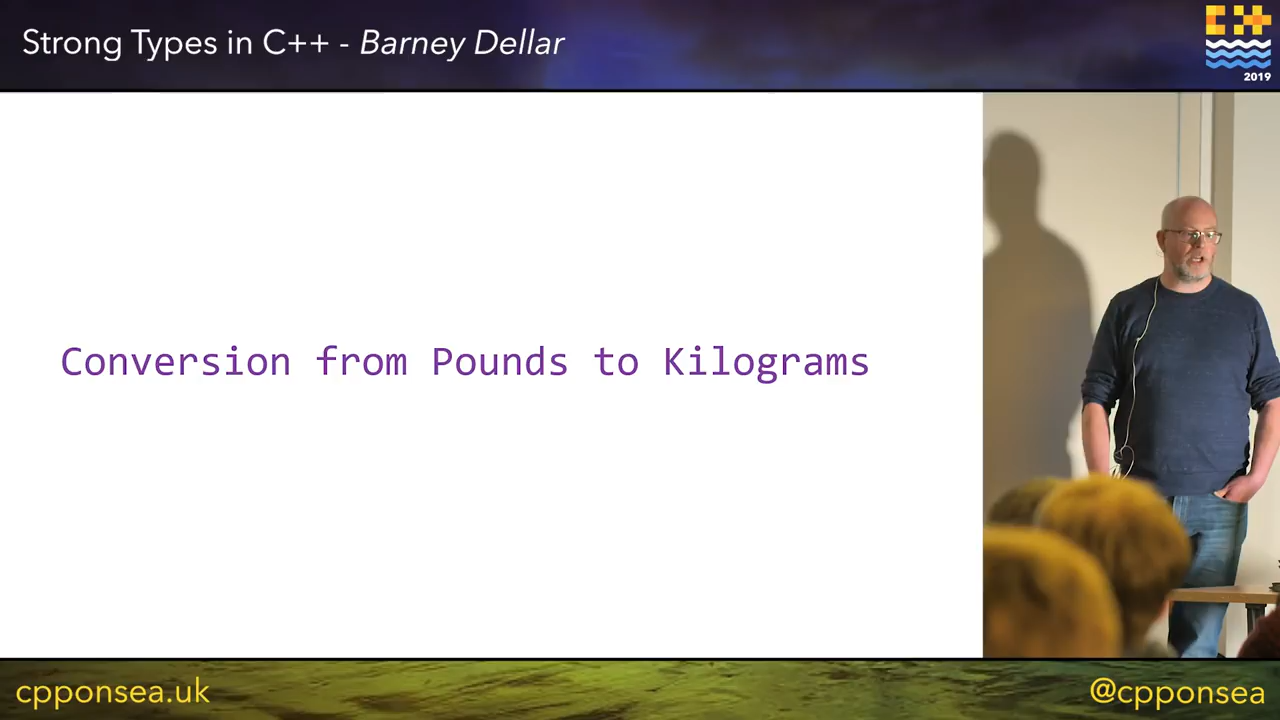 Strong Types in C++ - Barney Dellar
2019
Conversion from Pounds to Kilograms
cpponsea.uk
@cpponsea